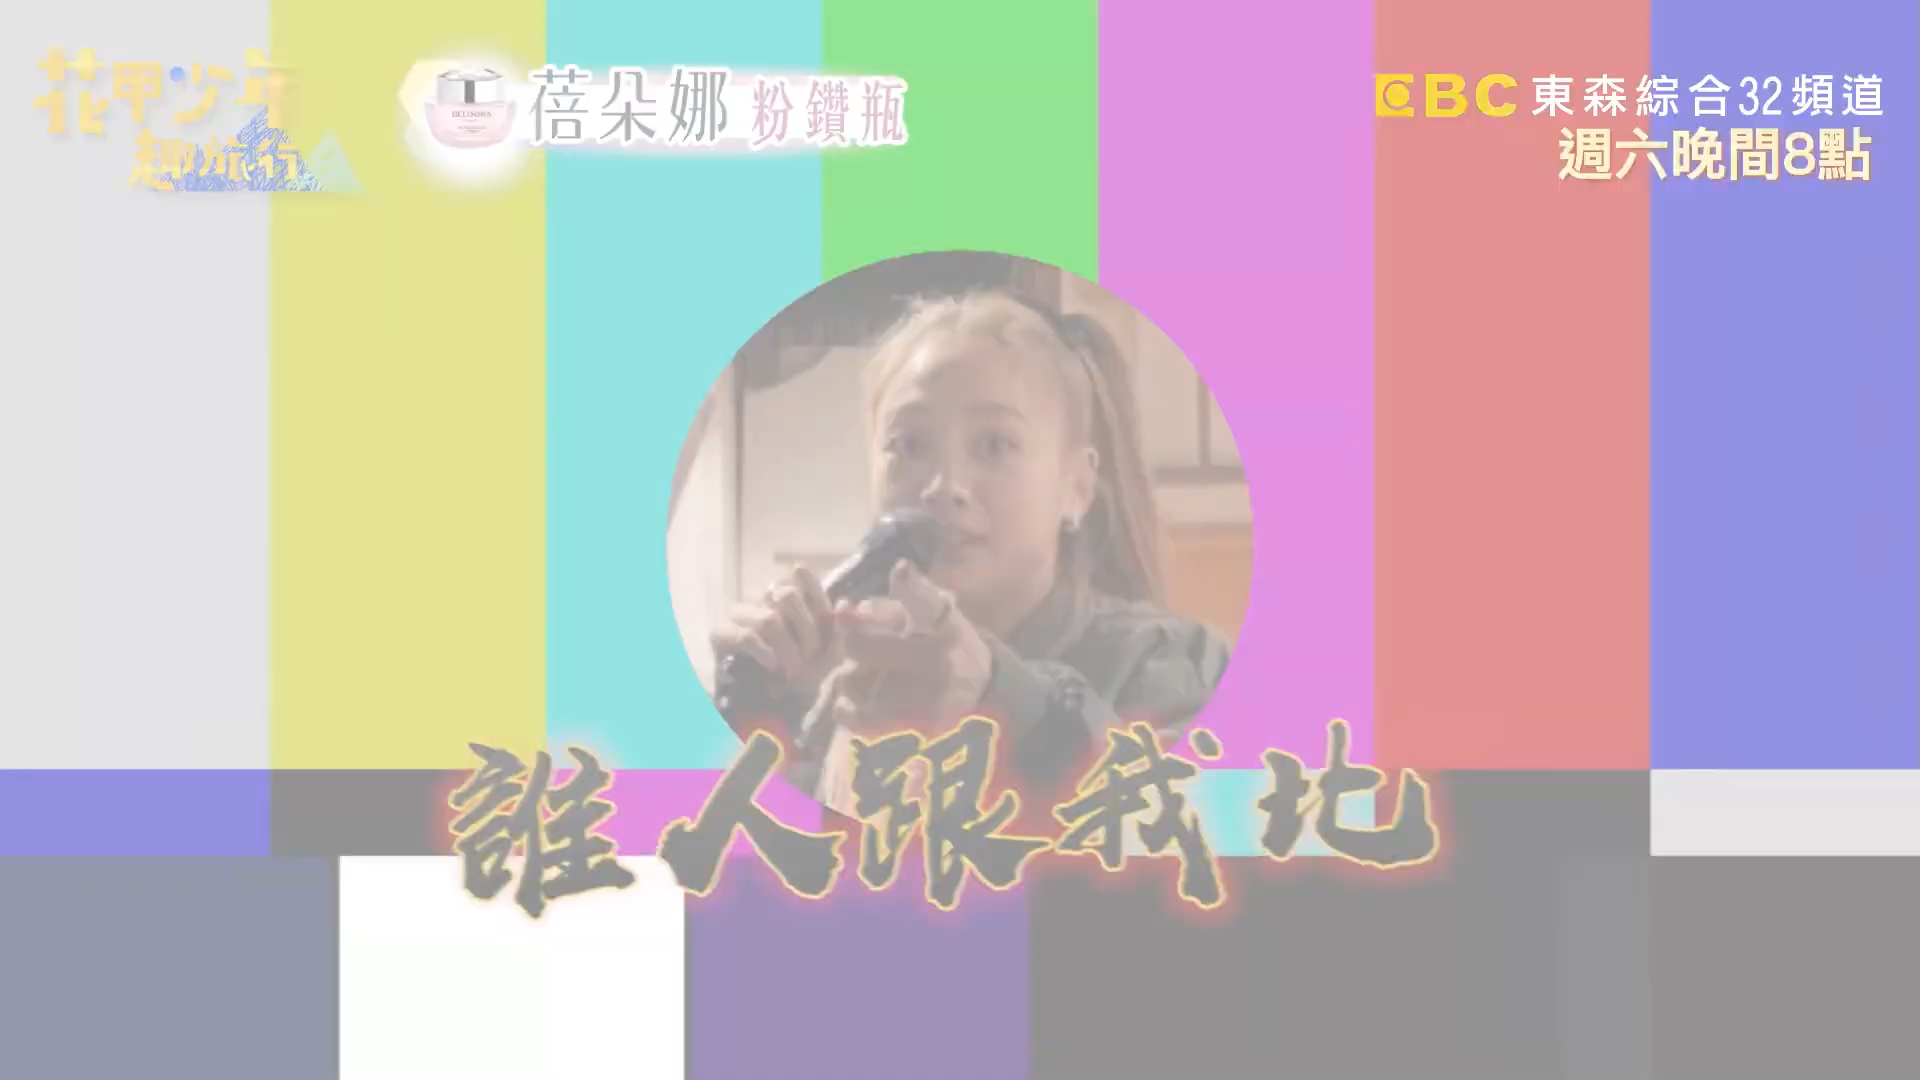 花甲少年
趣旅行
蓓朵娜 粉鑽瓶
EBC 東森綜合32頻道
週六晚間8點
誰人跟我比